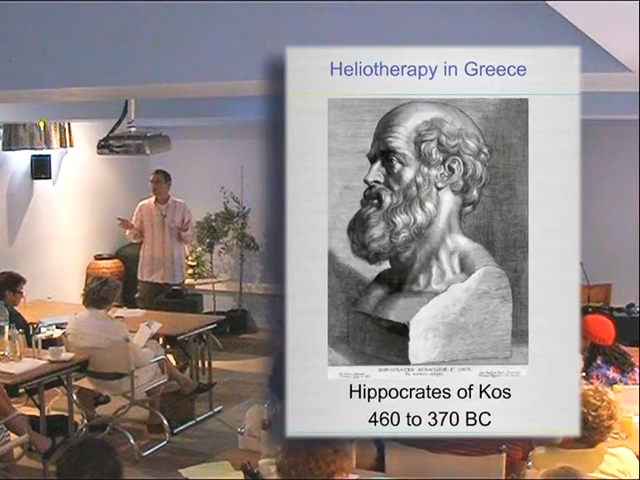 Heliotherapy in Greece
Hippocrates of Kos
460 to 370 BC